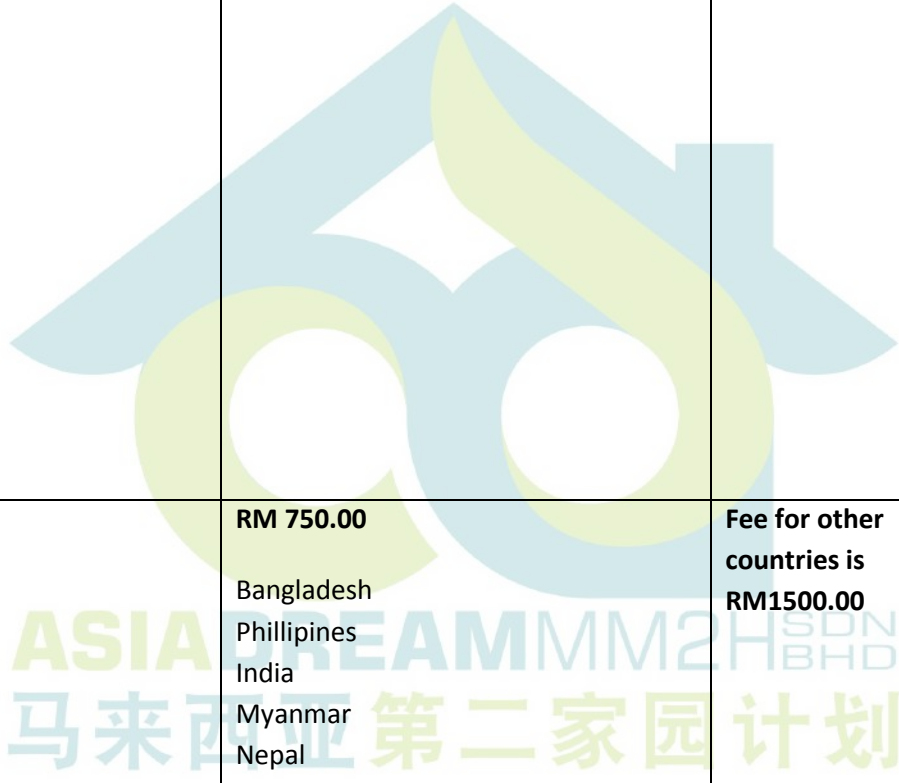 RM 750.00
Fee for other
countries is
RM1500.00
Bangladesh
Phillipines
India
Myanmar
Nepal
ASIADREAMMM2H SDN BHD
马来西亚第二家园计划